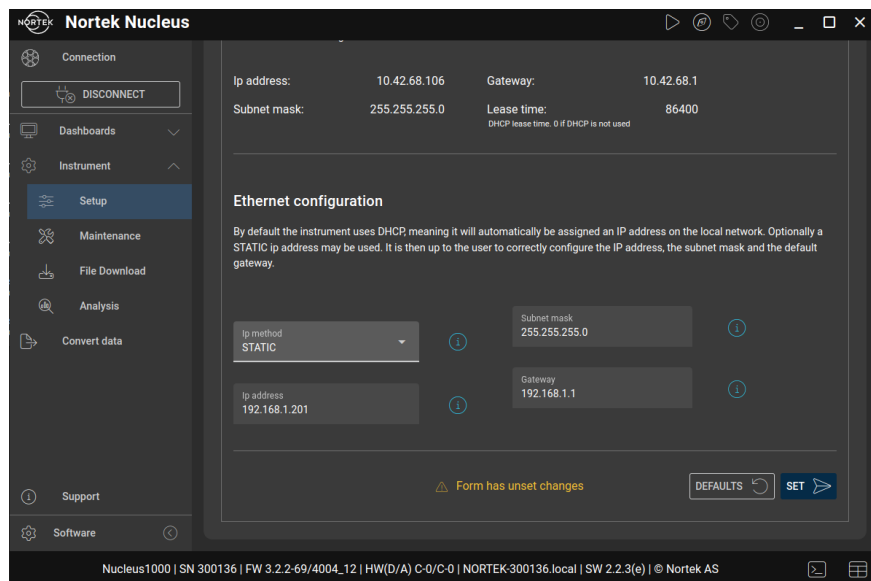 NORTEK
Nortek Nucleus
Connection
DISCONNECT
Dashboards
Instrument
Setup
Maintenance
File Download
Analysis
Convert data
Support
Software
Ip address: 10.42.68.106 Gateway: 10.42.68.1
Subnet mask: 255.255.255.0 Lease time: 86400
DHCP lease time. 0 if DHCP is not used
Ethernet configuration
By default the instrument uses DHCP, meaning it will automatically be assigned an IP address on the local network. Optionally a
STATIC ip address may be used. It is then up to the user to correctly configure the IP address, the subnet mask and the default
gateway.
Ip method
STATIC
Subnet mask
255.255.255.0
Ip address
192.168.1.201
Gateway
192.168.1.1
Form has unset changes
DEFAULTS
SET
Nucleus1000 | SN 300136 | FW 3.2.2-69/4004_12 | HW(D/A) C-0/C-0 | NORTEK-300136.local | SW 2.2.3(e) | © Nortek AS